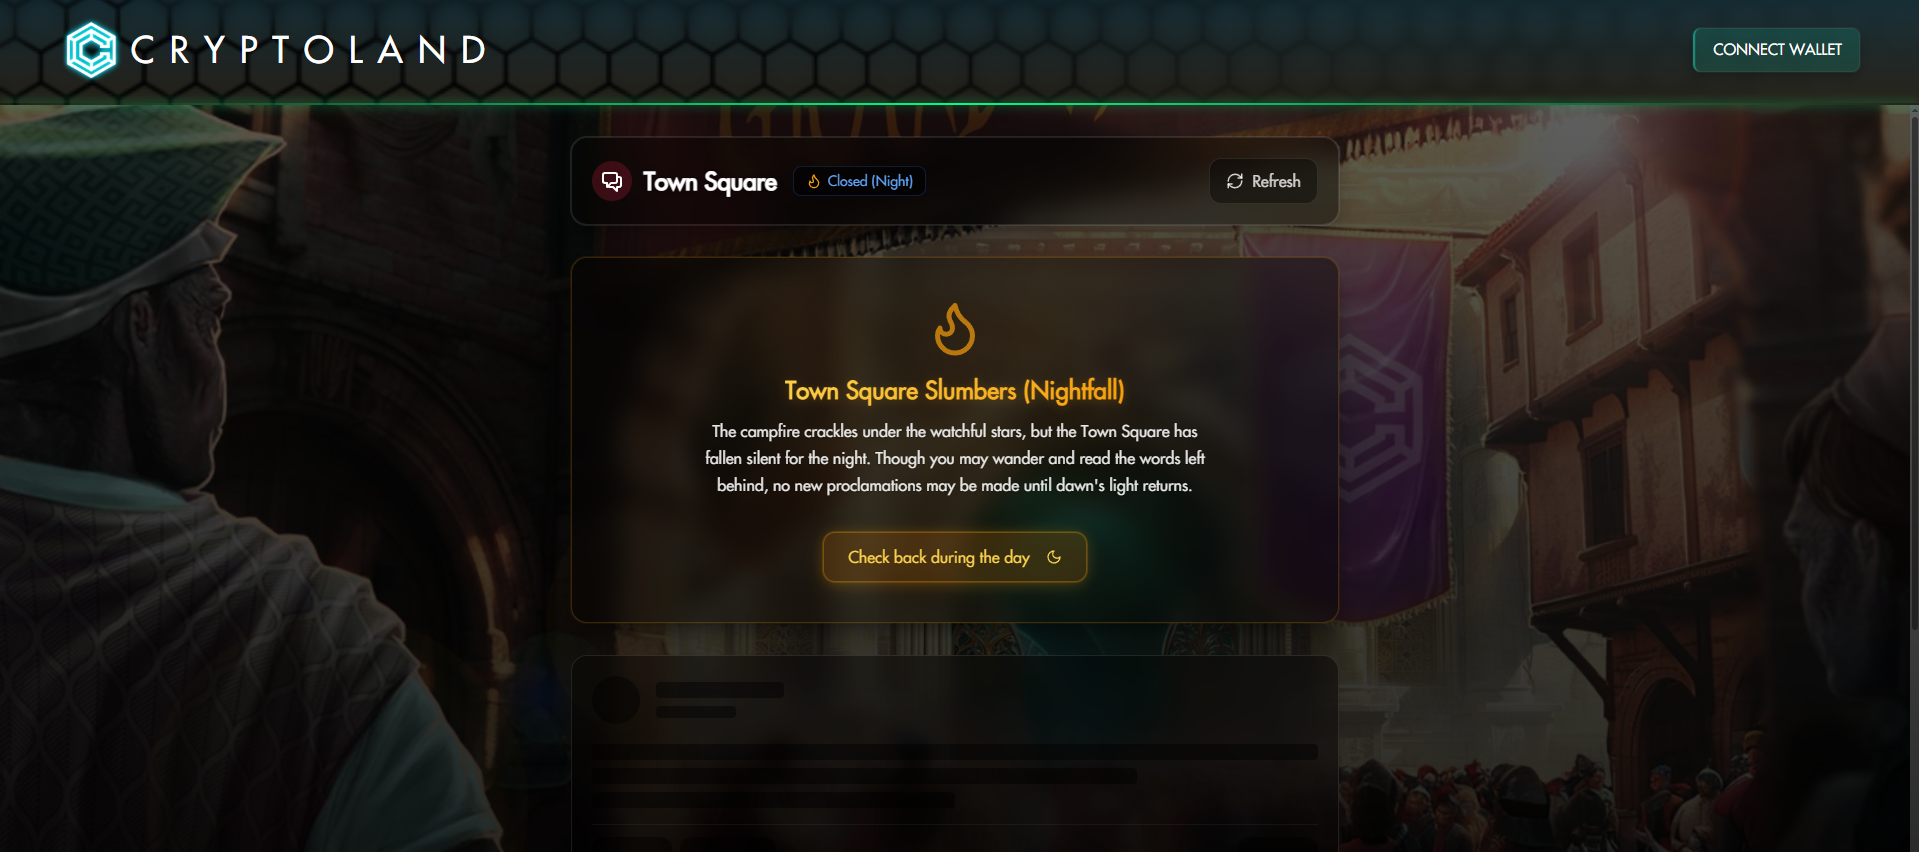 CRYPTOLAND
CONNECT WALLET
Town Square
Closed (Night)
Refresh
Town Square Slumbers (Nightfall)
The campfire crackles under the watchful stars, but the Town Square has
fallen silent for the night. Though you may wander and read the words left
behind, no new proclamations may be made until dawn's light returns.
Check back during the day